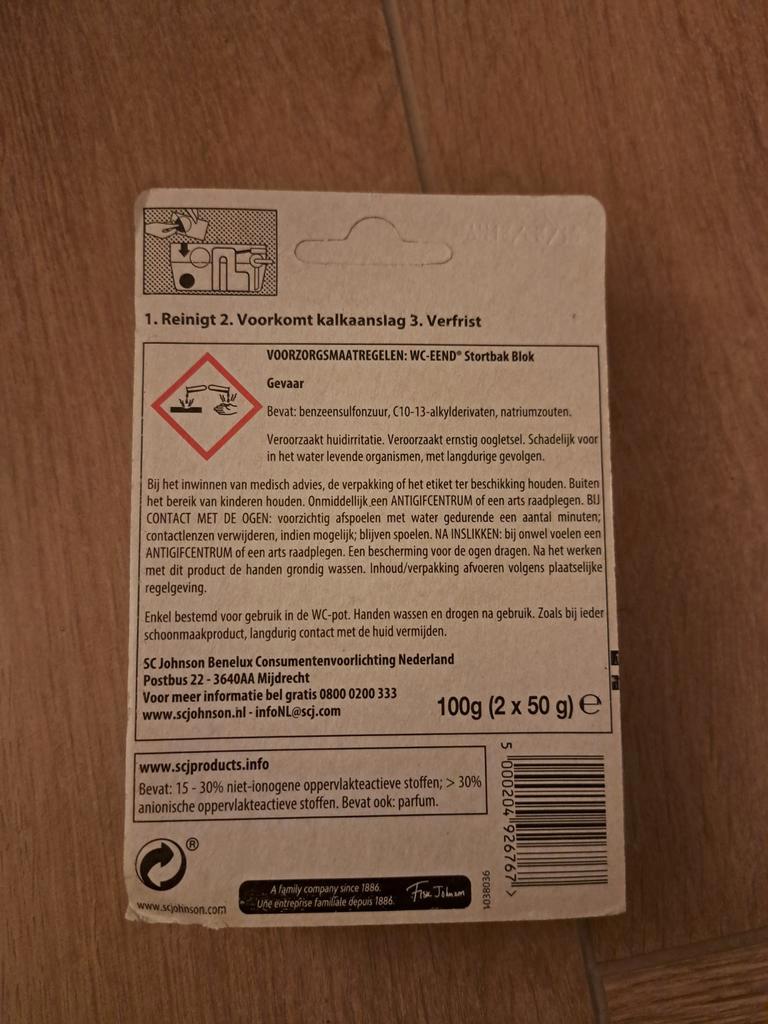 1. Reinigt 2. Voorkomt kalkaanslag 3. Verfrist
VOORZORGSMAATREGELEN: WC-EEND® Stortbak Blok
Gevaar
Bevat: benzeensulfonzuur, C10-13-alkylderivaten, natriumzouten.
Veroorzaakt huidirritatie. Veroorzaakt ernstig oogletsel. Schadelijk voor
in het water levende organismen, met langdurige gevolgen.
Bij het inwinnen van medisch advies, de verpakking of het etiket ter beschikking houden. Buiten
het bereik van kinderen houden. Onmiddellijk een ANTIGIFCENTRUM of een arts raadplegen. BIJ
CONTACT MET DE OGEN: voorzichtig afspoelen met water gedurende een aantal minuten;
contactlenzen verwijderen, indien mogelijk; blijven spoelen. NA INSLIKKEN: bij onwel voelen een
ANTIGIFCENTRUM of een arts raadplegen. Een bescherming voor de ogen dragen. Na het werken
met dit product de handen grondig wassen. Inhoud/verpakking afvoeren volgens plaatselijke
regelgeving.
Enkel bestemd voor gebruik in de WC-pot. Handen wassen en drogen na gebruik. Zoals bij ieder
schoonmaakproduct, langdurig contact met de huid vermijden.
SC Johnson Benelux Consumentenvoorlichting Nederland
Postbus 22 - 3640AA Mijdrecht
Voor meer informatie bel gratis 0800 0200 333
www.scjohnson.nl - infoNL@scj.com
100g (2 x 50 g) ℮
www.scjproducts.info
Bevat: 15 - 30% niet-ionogene oppervlakteactieve stoffen; > 30%
anionische oppervlakteactieve stoffen. Bevat ook: parfum.
5 000204 926767 >
®
www.scjohnson.com
A family company since 1886.
Une entreprise familiale depuis 1886.
Fisk Johnson
1038036